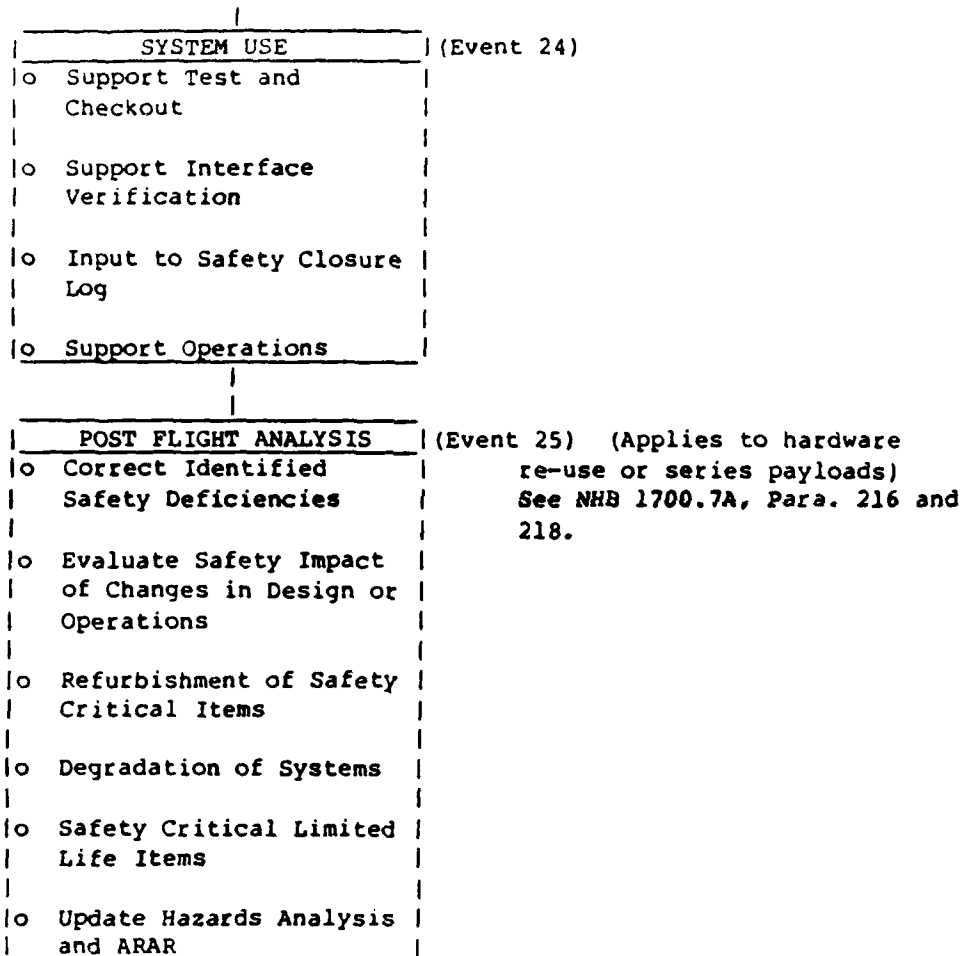 SYSTEM USE (Event 24)
o Support Test and
Checkout
o Support Interface
Verification
o Input to Safety Closure
Log
o Support Operations
POST FLIGHT ANALYSIS (Event 25) (Applies to hardware
o Correct Identified re-use or series payloads)
Safety Deficiencies See NHB 1700.7A, Para. 216 and
218.
o Evaluate Safety Impact
of Changes in Design or
Operations
o Refurbishment of Safety
Critical Items
o Degradation of Systems
o Safety Critical Limited
Life Items
o Update Hazards Analysis
and ARAR